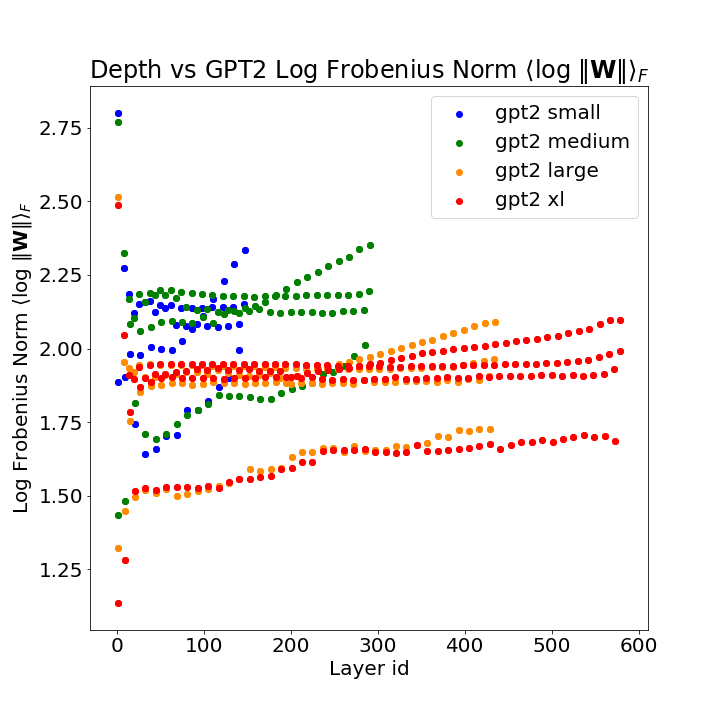 Depth vs GPT2 Log Frobenius Norm ⟨log ‖W‖⟩F
gpt2 small
gpt2 medium
gpt2 large
gpt2 xl
Log Frobenius Norm ⟨log ‖W‖⟩F
2.75
2.50
2.25
2.00
1.75
1.50
1.25
0 100 200 300 400 500 600
Layer id